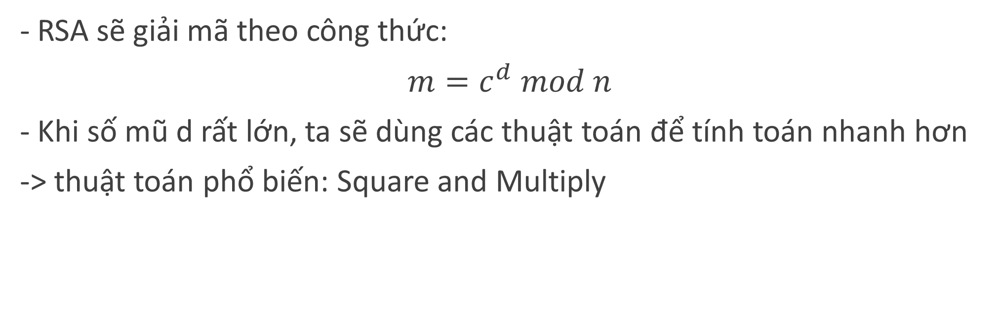 - RSA sẽ giải mã theo công thức:
m = c^d mod n
- Khi số mũ d rất lớn, ta sẽ dùng các thuật toán để tính toán nhanh hơn
-> thuật toán phổ biến: Square and Multiply